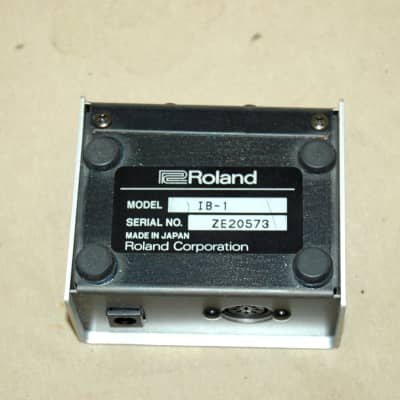 Roland
MODEL IB-1
SERIAL NO. ZE20573
MADE IN JAPAN
Roland Corporation